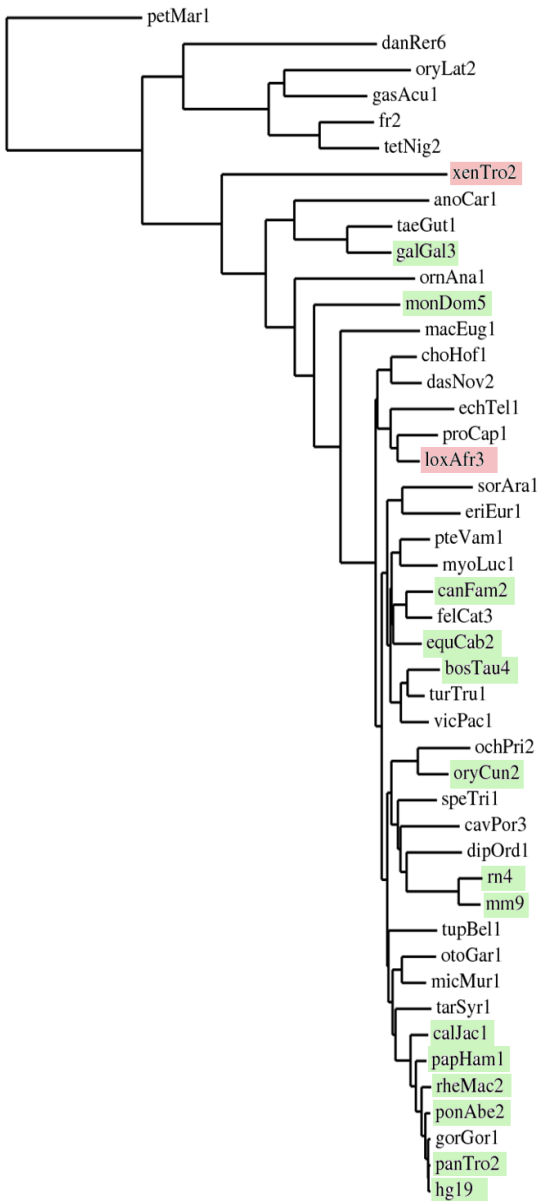 petMar1
danRer6
oryLat2
gasAcu1
fr2
tetNig2
xenTro2
anoCar1
taeGut1
galGal3
ornAna1
monDom5
macEug1
choHof1
dasNov2
echTel1
proCap1
loxAfr3
sorAra1
eriEur1
pteVam1
myoLuc1
canFam2
felCat3
equCab2
bosTau4
turTru1
vicPac1
ochPri2
oryCun2
speTri1
cavPor3
dipOrd1
rn4
mm9
tupBel1
otoGar1
micMur1
tarSyr1
calJac1
papHam1
rheMac2
ponAbe2
gorGor1
panTro2
hg19